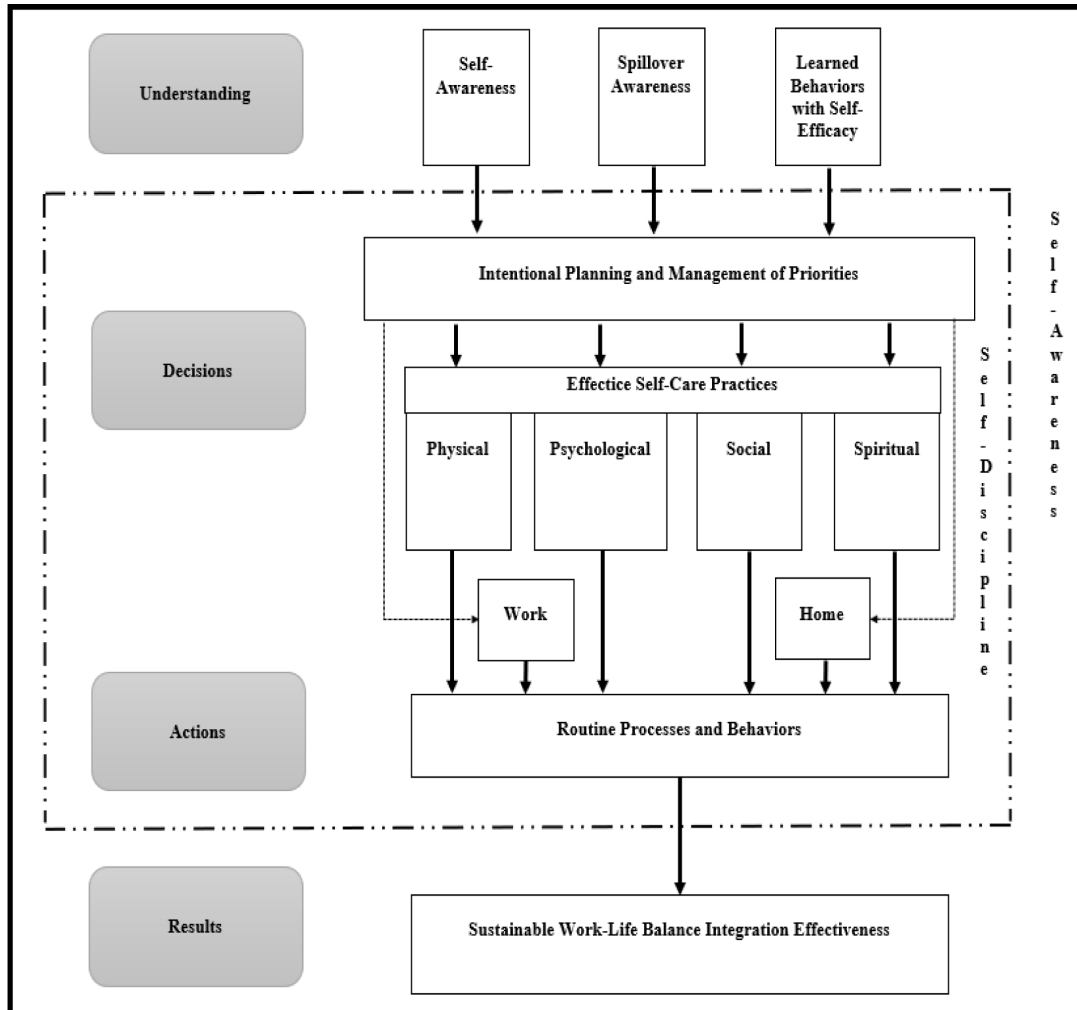 Understanding
Self-
Awareness
Spillover
Awareness
Learned
Behaviors
with Self-
Efficacy
Intentional Planning and Management of Priorities
Decisions
Effectice Self-Care Practices
Physical
Psychological
Social
Spiritual
Work
Home
Self-Discipline
Self-Awareness
Actions
Routine Processes and Behaviors
Results
Sustainable Work-Life Balance Integration Effectiveness